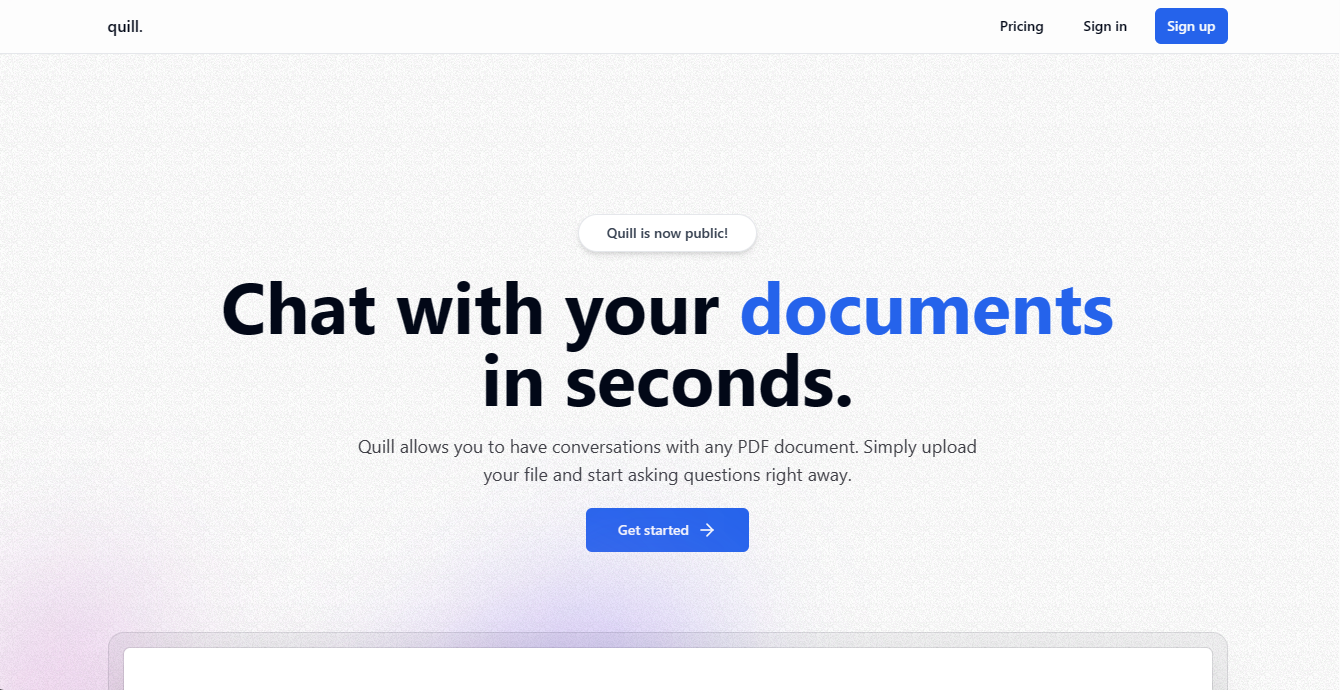 quill.
Pricing
Sign in
Sign up
Quill is now public!
Chat with your documents
in seconds.
Quill allows you to have conversations with any PDF document. Simply upload
your file and start asking questions right away.
Get started